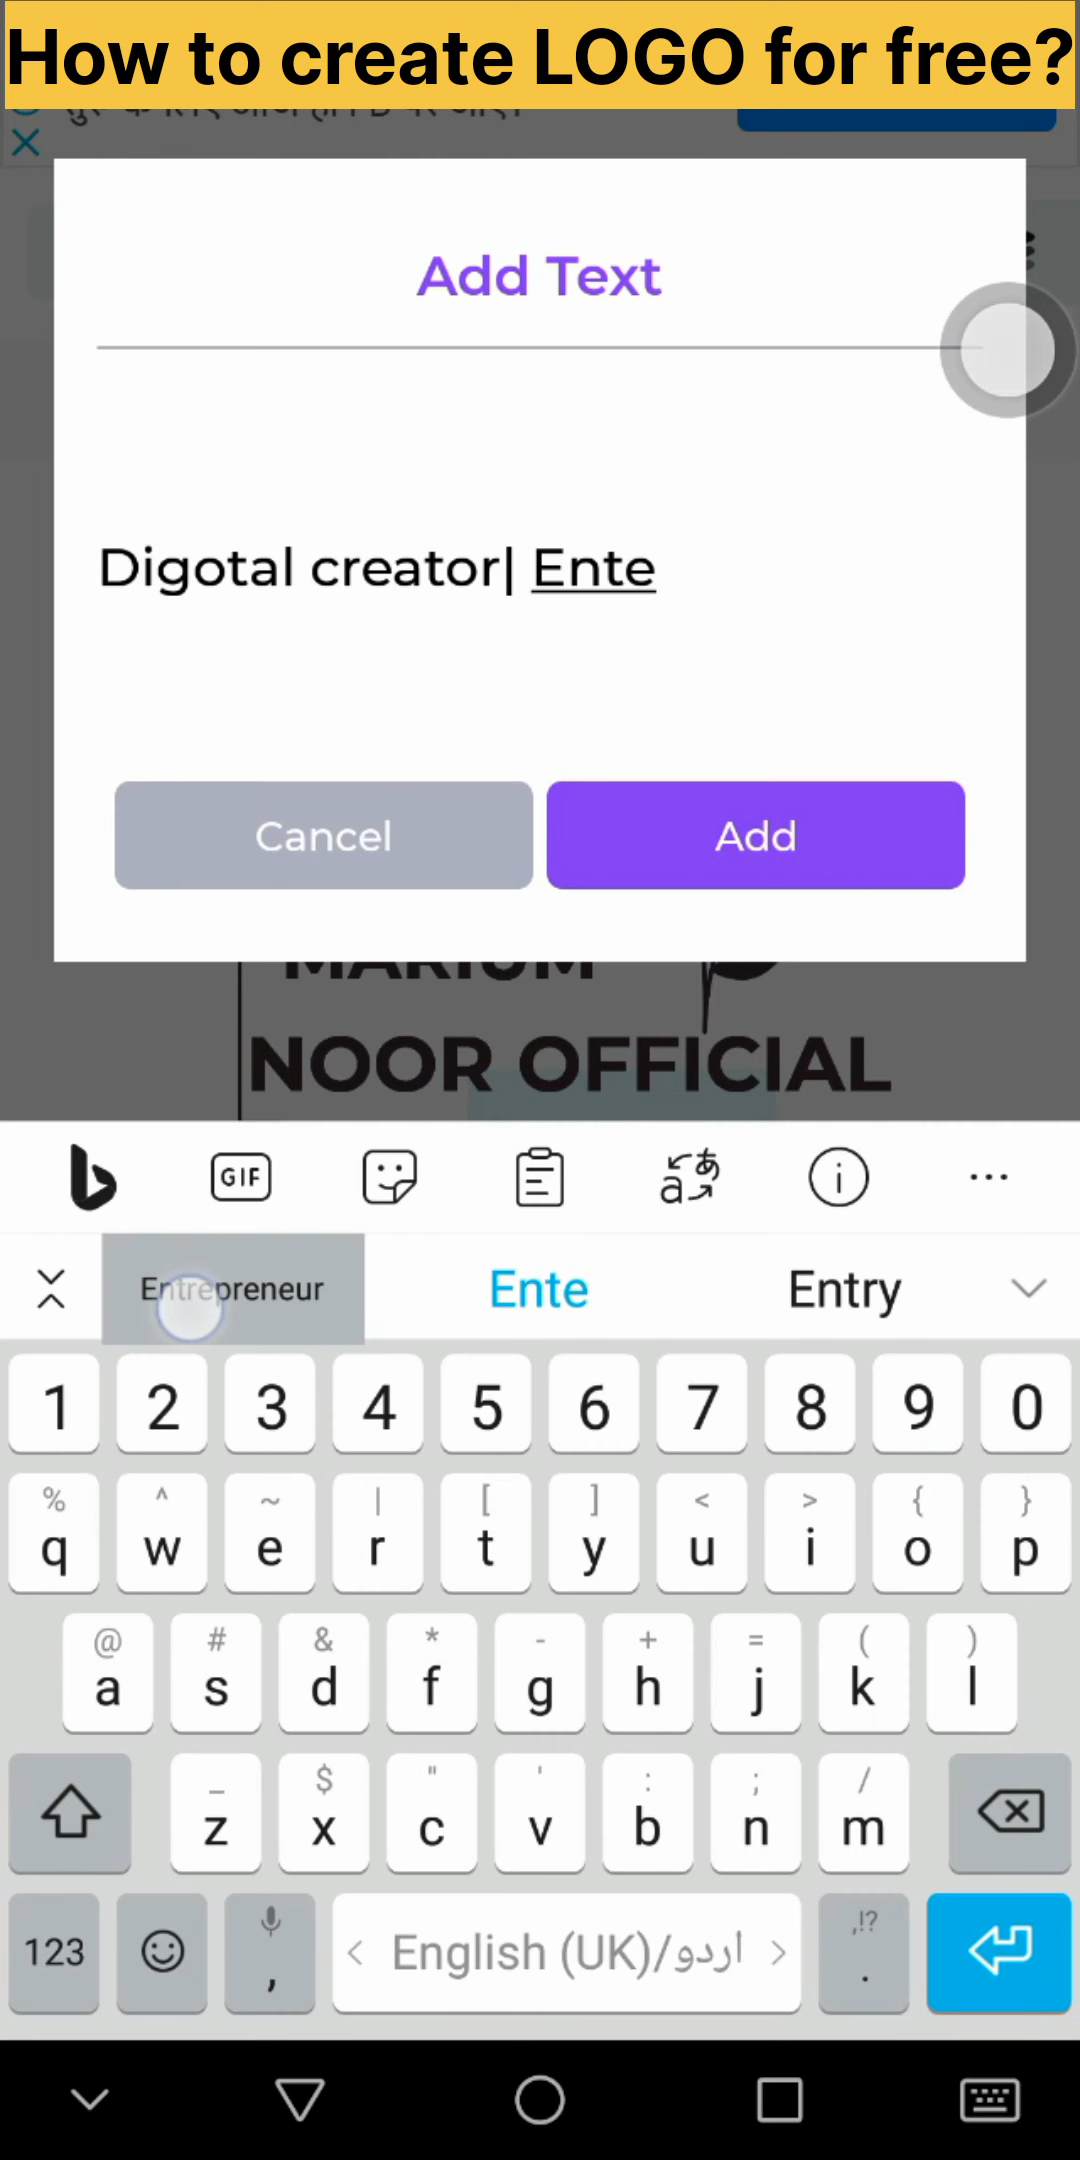 How to create LOGO for free?
Add Text
Digotal creator| Ente
Cancel
Add
MARIUM
NOOR OFFICIAL
GIF
Entrepreneur
Ente
Entry
1 2 3 4 5 6 7 8 9 0
% ^ ~ | [ ] < > { }
q w e r t y u i o p
@ # & * - + = ( )
a s d f g h j k l
_ $ " ' : ; /
z x c v b n m
,!?
123 , English (UK)/اردو .